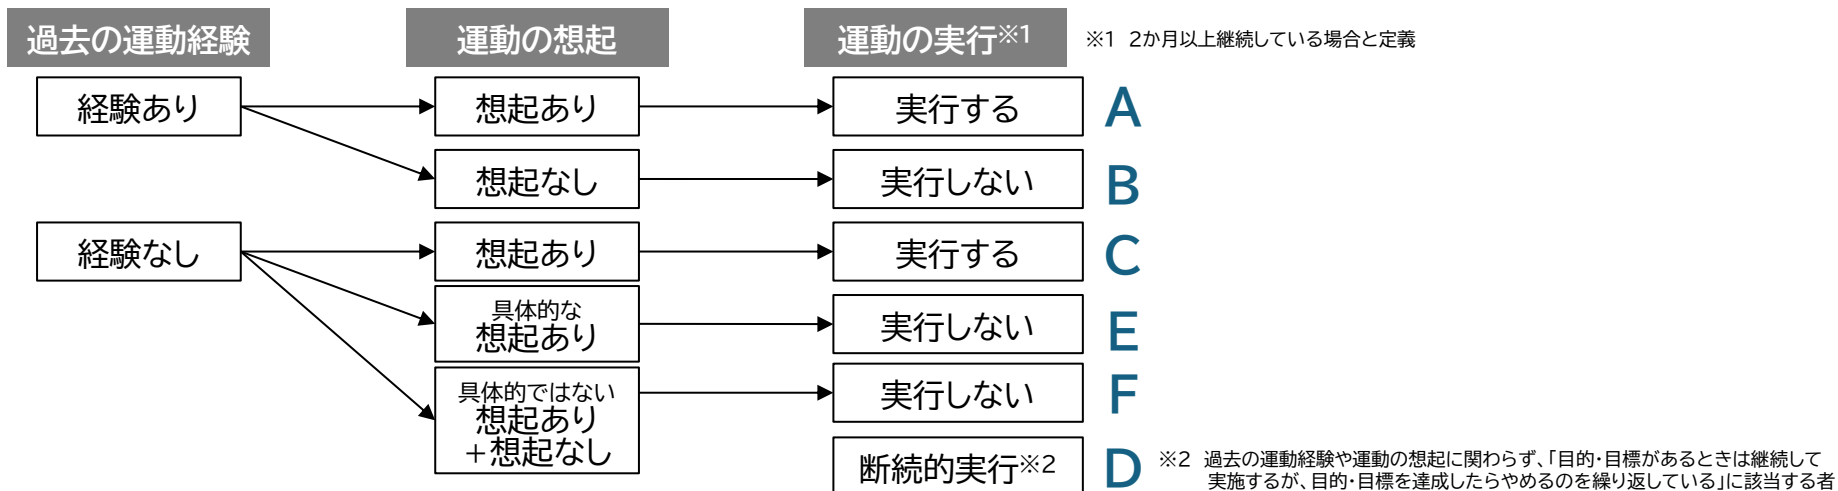 過去の運動経験
運動の想起
運動の実行※1
※1 2か月以上継続している場合と定義
経験あり
想起あり
実行する
A
想起なし
実行しない
B
経験なし
想起あり
実行する
C
具体的な
想起あり
実行しない
E
具体的ではない
想起あり
+想起なし
実行しない
F
断続的実行※2
D
※2 過去の運動経験や運動の想起に関わらず、「目的・目標があるときは継続して
実施するが、目的・目標を達成したらやめるのを繰り返している」に該当する者